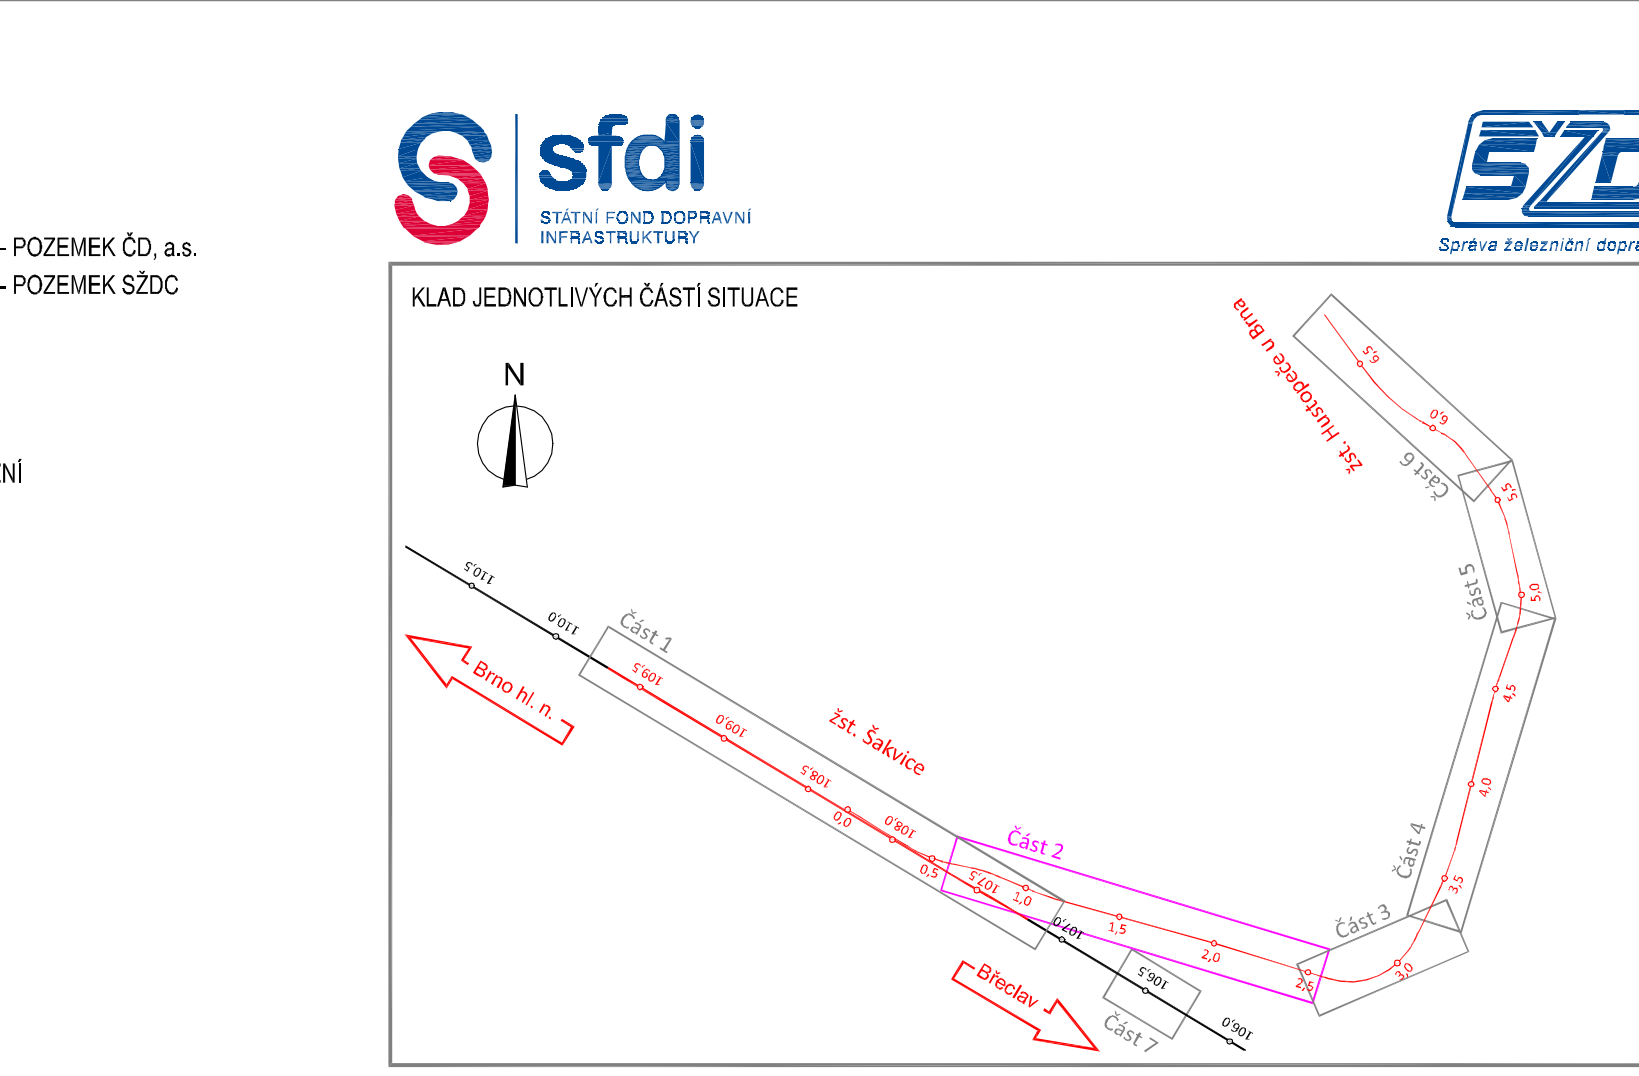 sfdi
STÁTNÍ FOND DOPRAVNÍ
INFRASTRUKTURY
- POZEMEK ČD, a.s.
- POZEMEK SŽDC
Správa železniční
KLAD JEDNOTLIVÝCH ČÁSTÍ SITUACE
N
žst. Hustopeče u Brna
6,5
6,0
Část 6
5,5
NÍ
Část 5
5,0
110,5
110,0
Část 1
109,5
Brno hl. n.
109,0
žst. Šakvice
4,5
108,5
4,0
0,0
108,0
Část 2
Část 4
0,5
107,5
1,0
3,5
107,0
1,5
Část 3
2,0
2,5
3,0
Břeclav
106,5
Část 7
106,0